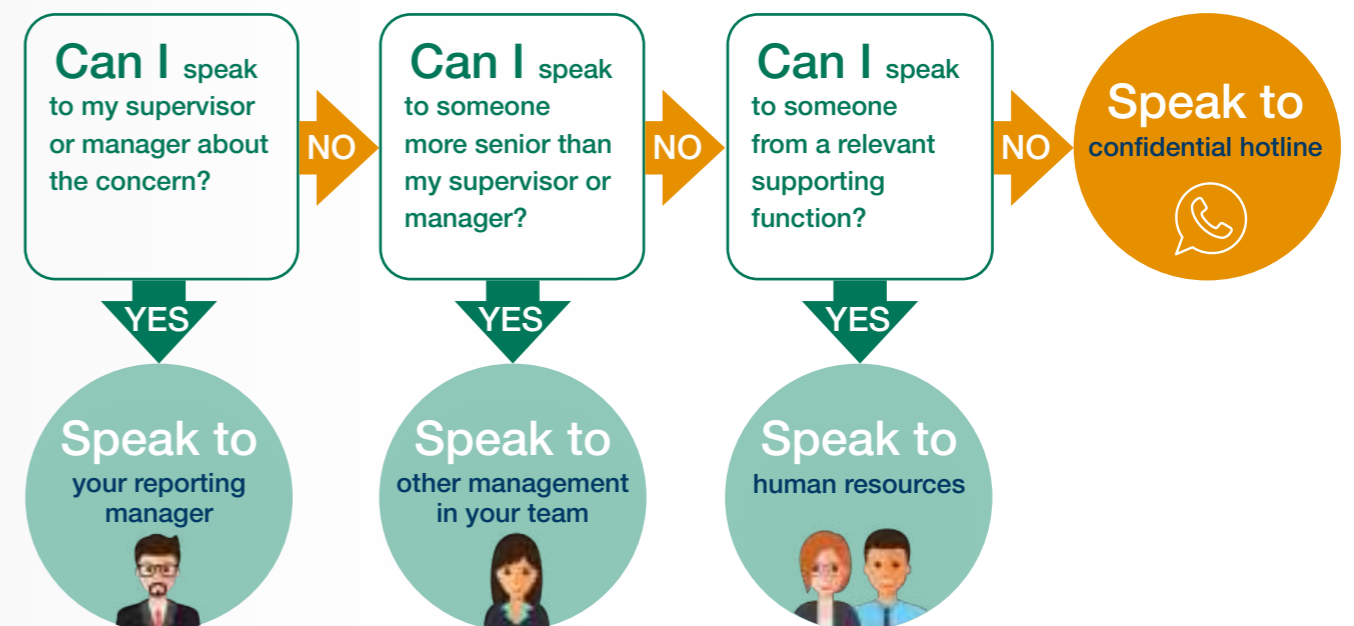 Can I speak
to my supervisor
or manager about
the concern?
NO
Can I speak
to someone
more senior than
my supervisor or
manager?
NO
Can I speak
to someone
from a relevant
supporting
function?
NO
Speak to
confidential hotline
YES
YES
YES
Speak to
your reporting
manager
Speak to
other management
in your team
Speak to
human resources